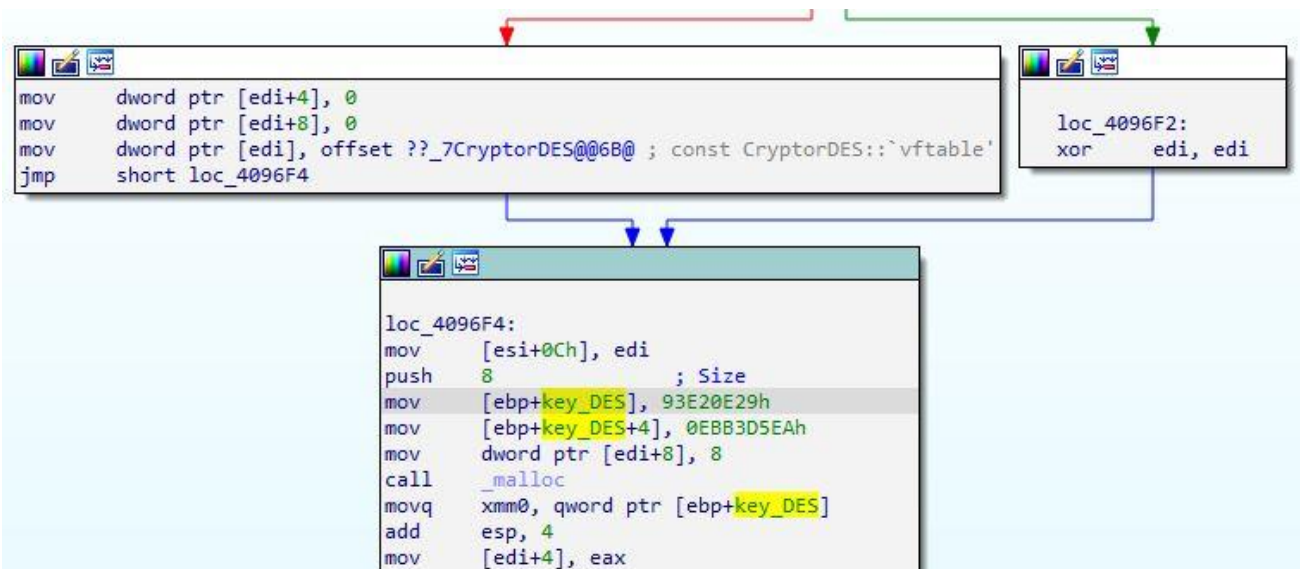 mov dword ptr [edi+4], 0
mov dword ptr [edi+8], 0
mov dword ptr [edi], offset ??_7CryptorDES@@6B@ ; const CryptorDES::`vftable'
jmp short loc_4096F4
loc_4096F2:
xor edi, edi
loc_4096F4:
mov [esi+0Ch], edi
push 8 ; Size
mov [ebp+key_DES], 93E20E29h
mov [ebp+key_DES+4], 0EBB3D5EAh
mov dword ptr [edi+8], 8
call _malloc
movq xmm0, qword ptr [ebp+key_DES]
add esp, 4
mov [edi+4], eax